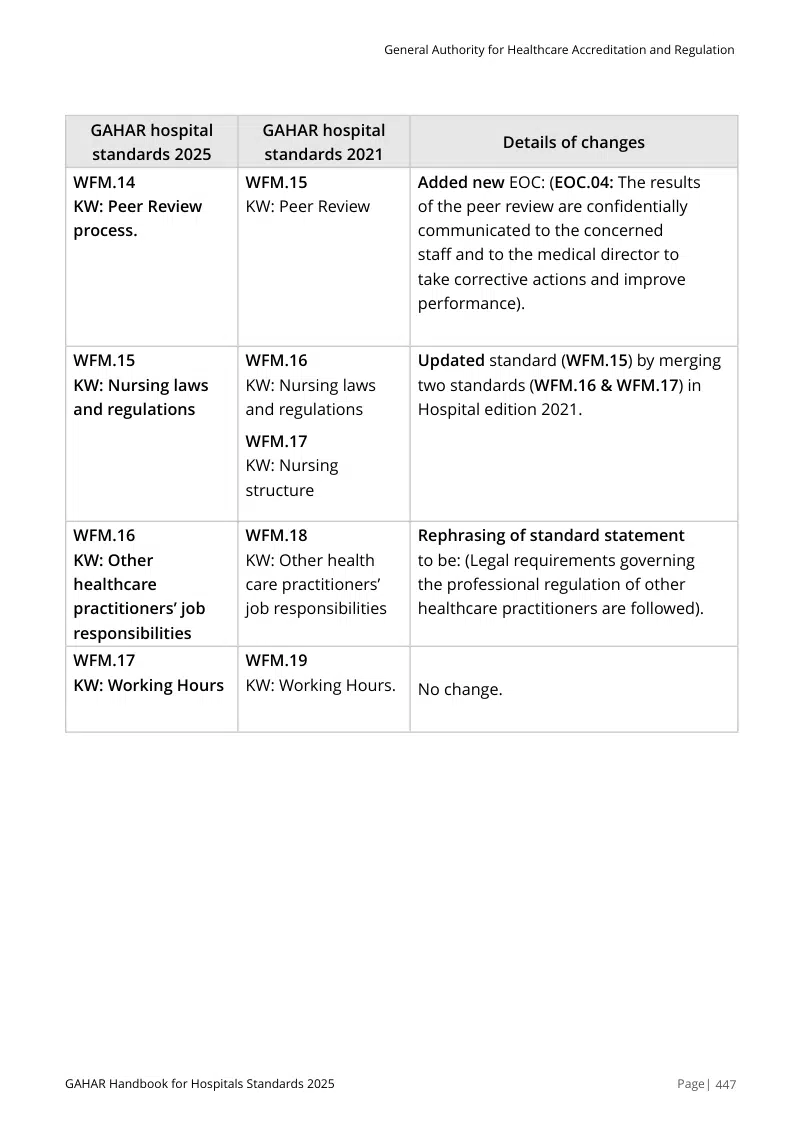 General Authority for Healthcare Accreditation and Regulation
GAHAR hospital
standards 2025
GAHAR hospital
standards 2021
Details of changes
WFM.14
KW: Peer Review
process.
WFM.15
KW: Peer Review
Added new EOC: (EOC.04: The results
of the peer review are confidentially
communicated to the concerned
staff and to the medical director to
take corrective actions and improve
performance).
WFM.15
KW: Nursing laws
and regulations
WFM.16
KW: Nursing laws
and regulations
WFM.17
KW: Nursing
structure
Updated standard (WFM.15) by merging
two standards (WFM.16 & WFM.17) in
Hospital edition 2021.
WFM.16
KW: Other
healthcare
practitioners’ job
responsibilities
WFM.18
KW: Other health
care practitioners’
job responsibilities
Rephrasing of standard statement
to be: (Legal requirements governing
the professional regulation of other
healthcare practitioners are followed).
WFM.17
KW: Working Hours
WFM.19
KW: Working Hours.
No change.
GAHAR Handbook for Hospitals Standards 2025
Page| 447